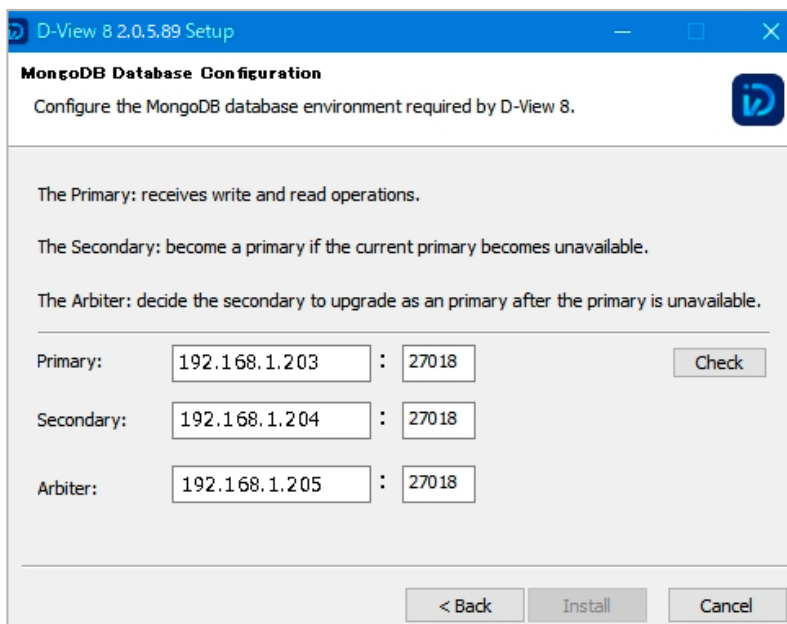 D-View 8 2.0.5.89 Setup
MongoDB Database Configuration
Configure the MongoDB database environment required by D-View 8.
The Primary: receives write and read operations.
The Secondary: become a primary if the current primary becomes unavailable.
The Arbiter: decide the secondary to upgrade as an primary after the primary is unavailable.
Primary: 192.168.1.203 : 27018 Check
Secondary: 192.168.1.204 : 27018
Arbiter: 192.168.1.205 : 27018
< Back Install Cancel